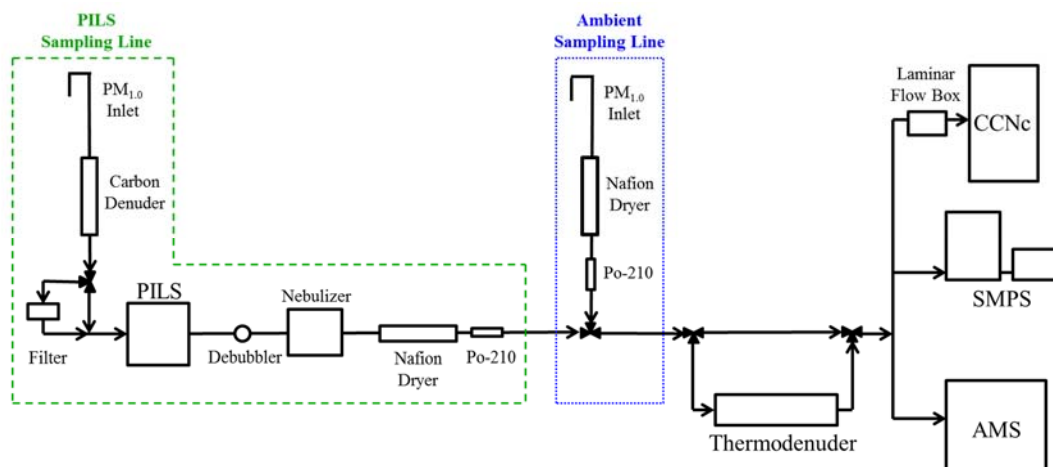 PILS
Sampling Line
PM1.0
Inlet
Carbon
Denuder
Filter
PILS
Debubbler
Nebulizer
Nafion
Dryer
Po-210
Ambient
Sampling Line
PM1.0
Inlet
Nafion
Dryer
Po-210
Thermodenuder
Laminar
Flow Box
CCNc
SMPS
AMS